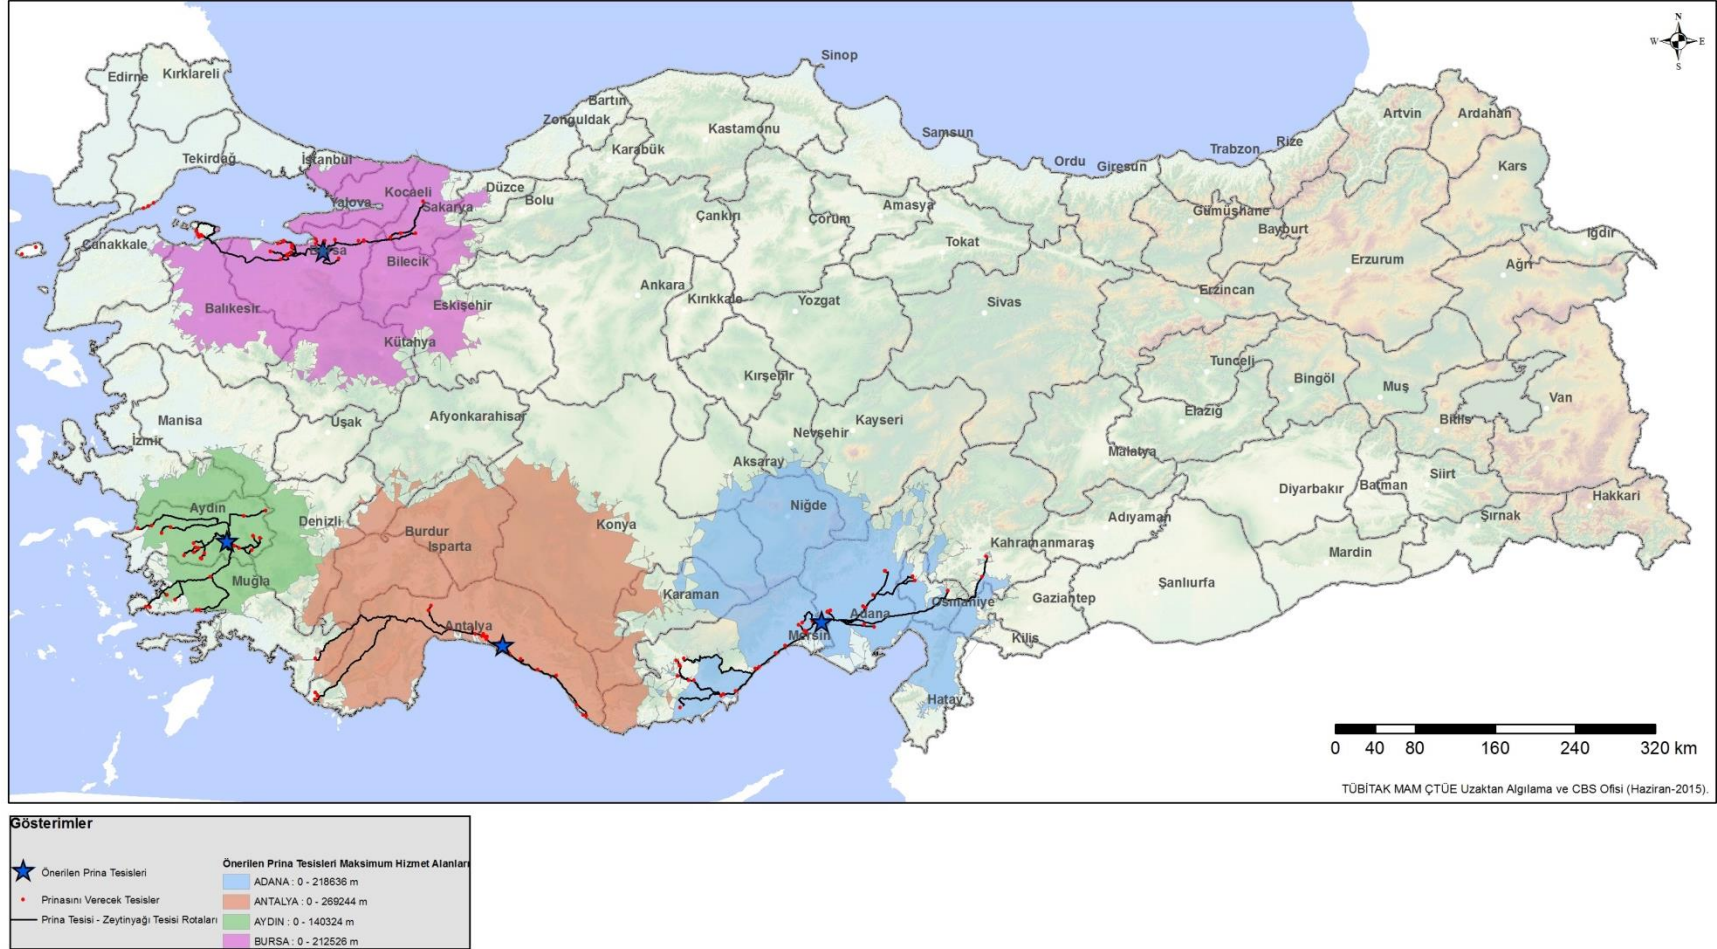 N
W E
S
Sinop
Edirne Kırklareli
Bartın
Zonguldak
Kastamonu
Samsun
Artvin Ardahan
Karabük
Tekirdağ
İstanbul
Ordu Giresun
Trabzon Rize
Kars
Kocaeli
Yalova
Sakarya
Düzce
Bolu
Çankırı
Çorum
Amasya
Gümüşhane
Bayburt
Iğdır
Çanakkale
Bursa
Bilecik
Tokat
Erzurum
Ağrı
Balıkesir
Eskişehir
Ankara
Kırıkkale
Yozgat
Sivas
Erzincan
Kütahya
Kırşehir
Tunceli
Bingöl
Muş
Van
Manisa
İzmir
Uşak
Afyonkarahisar
Nevşehir
Kayseri
Elazığ
Bitlis
Aksaray
Malatya
Siirt
Batman
Diyarbakır
Hakkari
Aydın
Denizli
Burdur
Isparta
Konya
Niğde
Adıyaman
Şırnak
Mardin
Kahramanmaraş
Şanlıurfa
Muğla
Karaman
Gaziantep
Osmaniye
Adana
Mersin
Antalya
Kilis
Hatay
0 40 80 160 240 320 km
TÜBİTAK MAM ÇTÜE Uzaktan Algılama ve CBS Ofisi (Haziran-2015).
Gösterimler
Önerilen Prina Tesisleri
Prinasını Verecek Tesisler
Prina Tesisi - Zeytinyağı Tesisi Rotaları
Önerilen Prina Tesisleri Maksimum Hizmet Alanları
ADANA : 0 - 218636 m
ANTALYA : 0 - 269244 m
AYDIN : 0 - 140324 m
BURSA : 0 - 212526 m